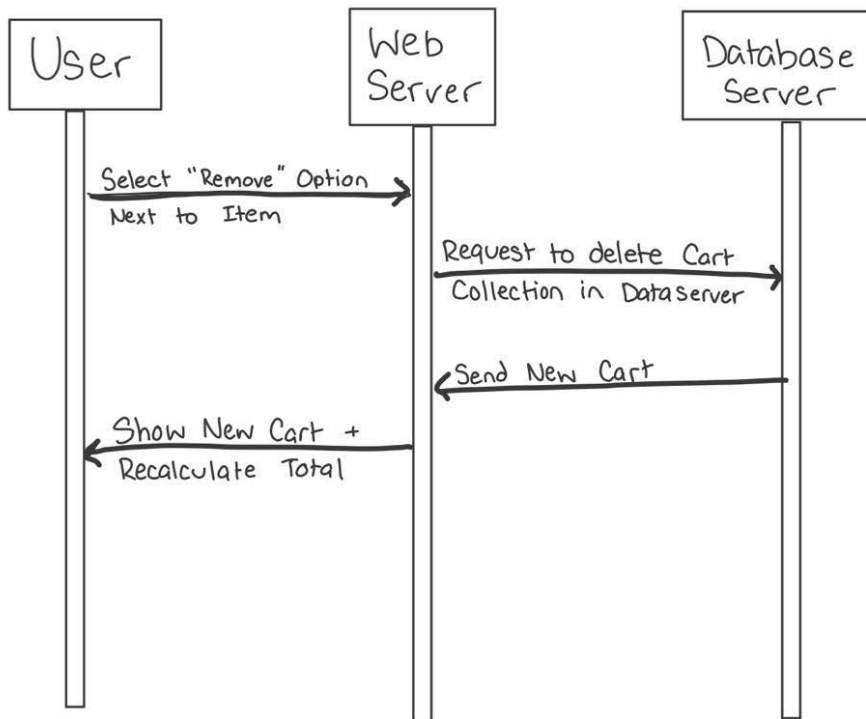 User
Web
Server
Database
Server
Select "Remove" Option
Next to Item
Request to delete Cart
Collection in Dataserver
Send New Cart
Show New Cart +
Recalculate Total